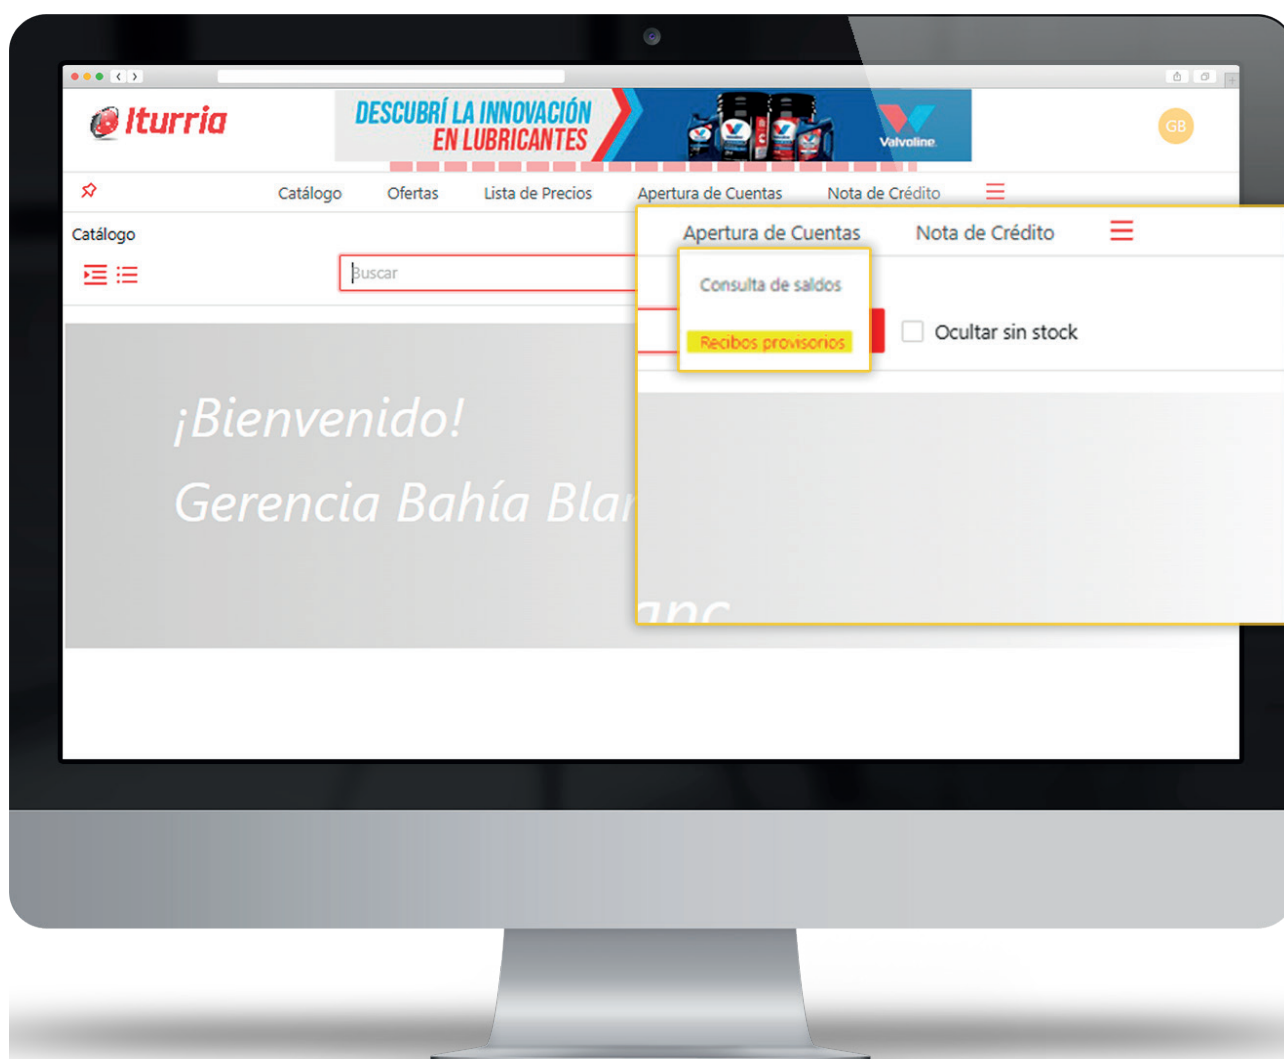 Iturria
DESCUBRÍ LA INNOVACIÓN
EN LUBRICANTES
Valvoline.
GB
Catálogo Ofertas Lista de Precios Apertura de Cuentas Nota de Crédito
Catálogo
Buscar
Apertura de Cuentas Nota de Crédito
Consulta de saldos
Recibos provisorios
Ocultar sin stock
¡Bienvenido!
Gerencia Bahía Blan
anc